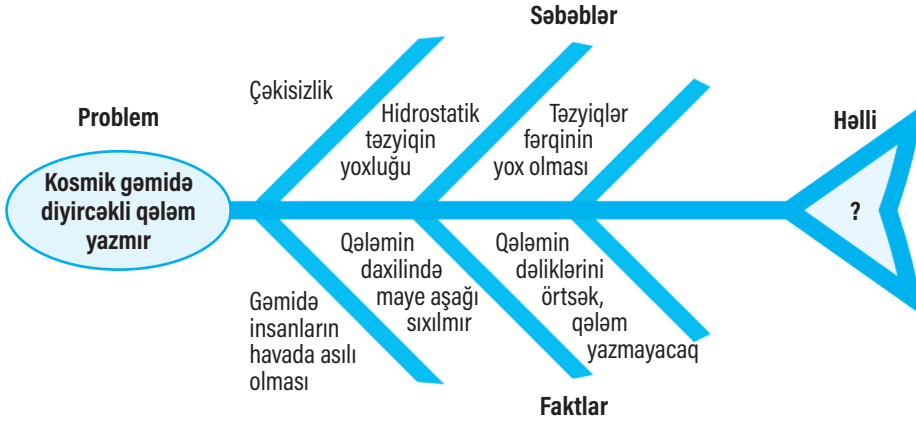 Səbəblər
Problem
Kosmik gəmidə
diyircəkli qələm
yazmır
Çəkisizlik
Hidrostatik
təzyiqin
yoxluğu
Təzyiqlər
fərqinin
yox olması
Həlli
?
Gəmidə
insanların
havada asılı
olması
Qələmin
daxilində
maye aşağı
sıxılmır
Qələmin
dəliklərini
örtsək,
qələm
yazmayacaq
Faktlar